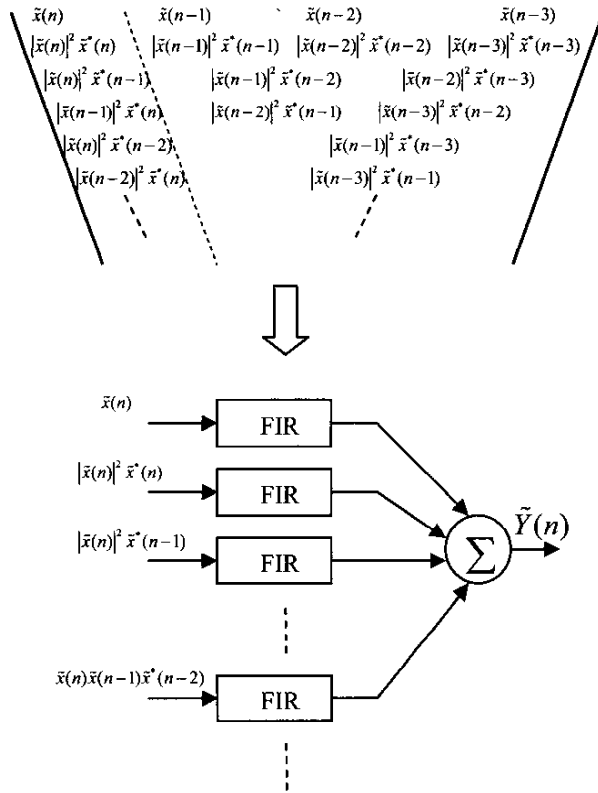 x̃(n) x̃(n−1) x̃(n−2) x̃(n−3)
|x̃(n)|² x̃*(n) |x̃(n−1)|² x̃*(n−1) |x̃(n−2)|² x̃*(n−2) |x̃(n−3)|² x̃*(n−3)
|x̃(n)|² x̃*(n−1) |x̃(n−1)|² x̃*(n−2) |x̃(n−2)|² x̃*(n−3)
|x̃(n−1)|² x̃*(n) |x̃(n−2)|² x̃*(n−1) |x̃(n−3)|² x̃*(n−2)
|x̃(n)|² x̃*(n−2) |x̃(n−1)|² x̃*(n−3)
|x̃(n−2)|² x̃*(n) |x̃(n−3)|² x̃*(n−1)
x̃(n)
FIR
|x̃(n)|² x̃*(n)
FIR
|x̃(n)|² x̃*(n−1)
FIR
Σ
Ỹ(n)
x̃(n)x̃(n−1)x̃*(n−2)
FIR